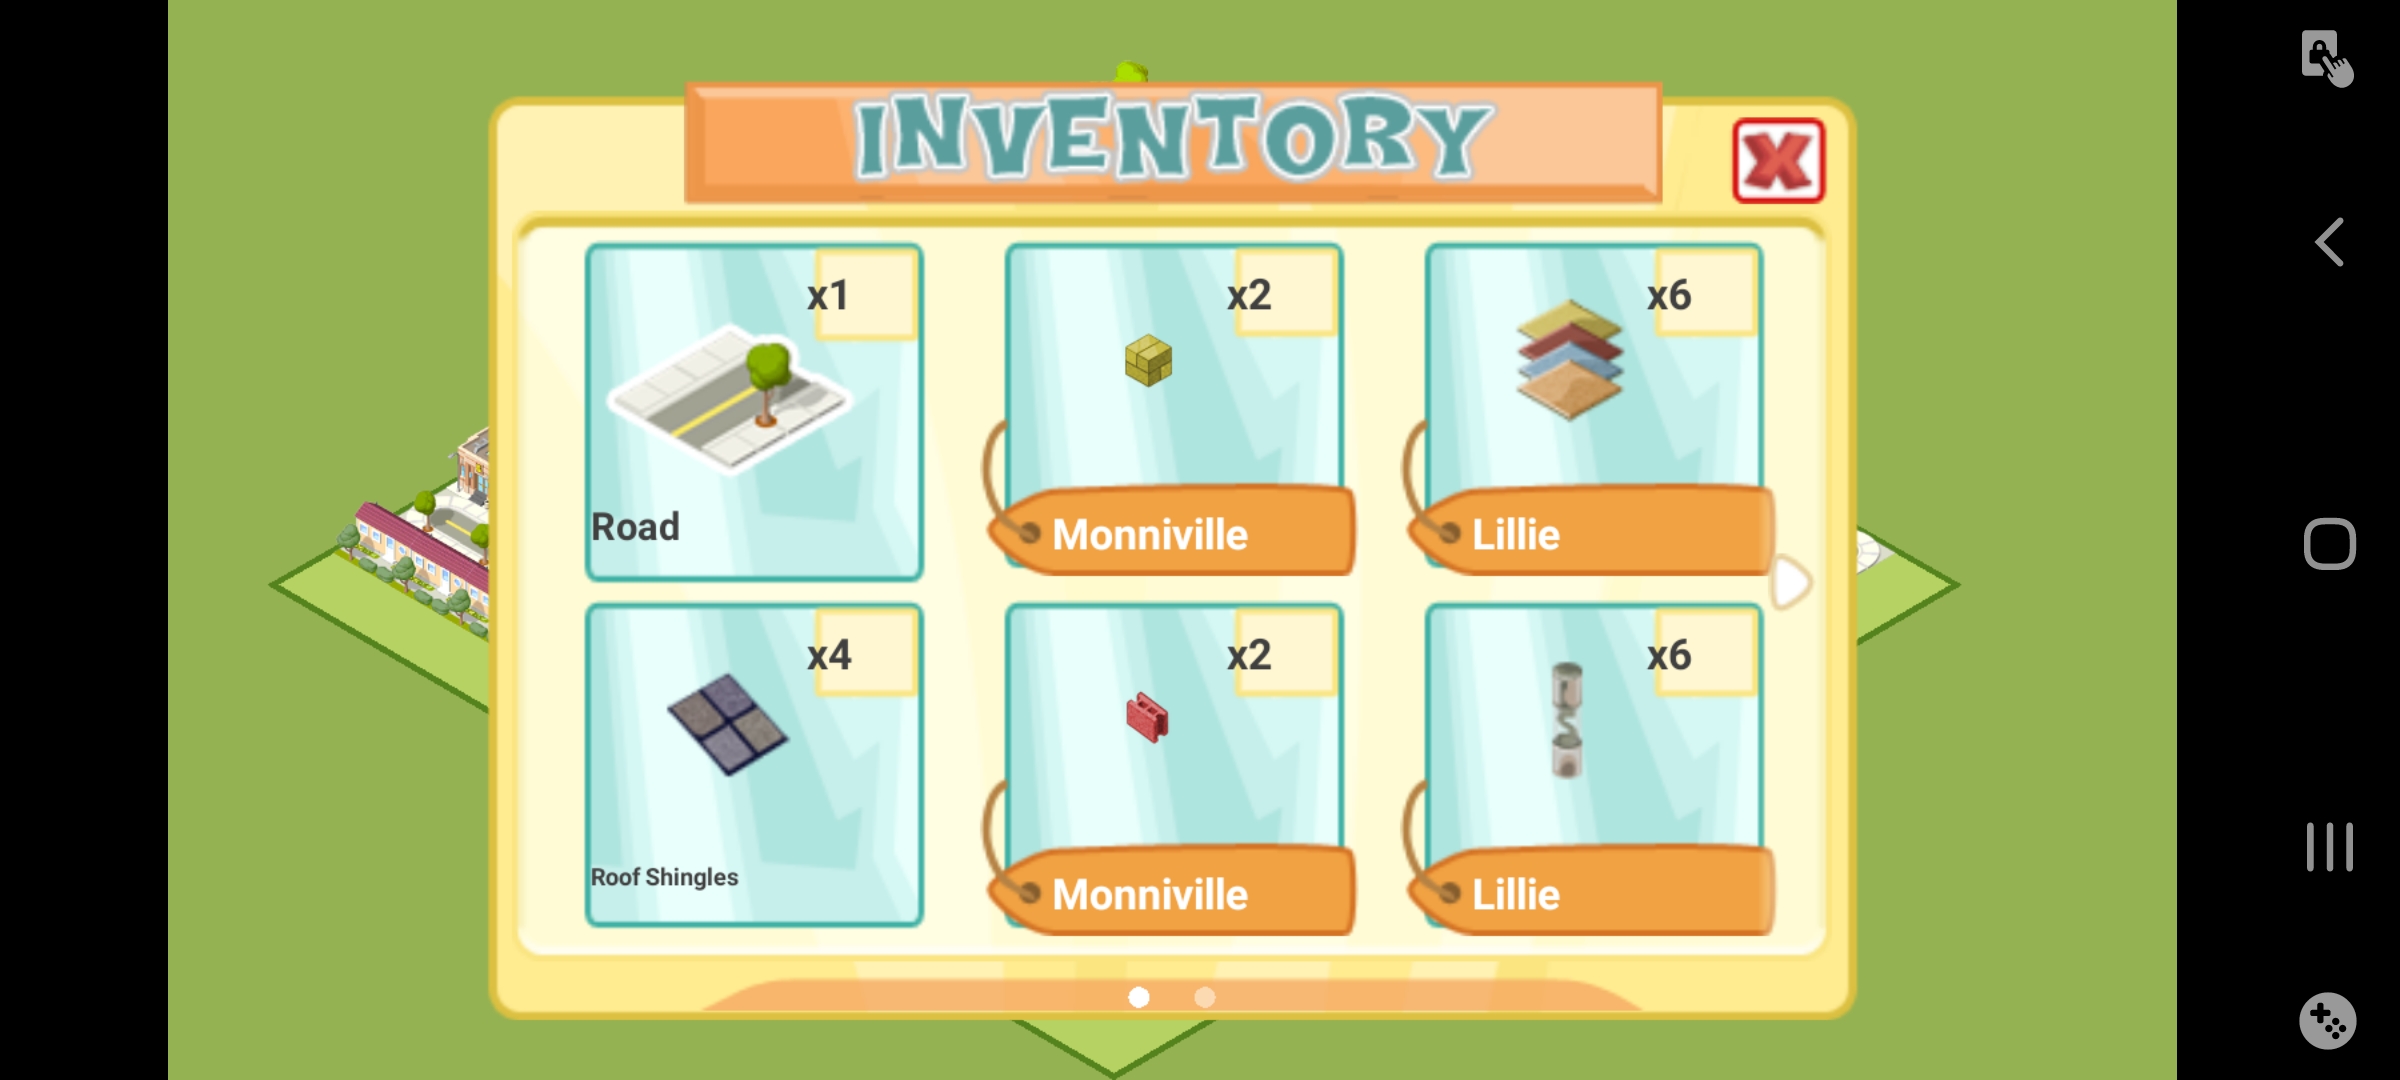 INVENTORY
x1
Road
x2
Monniville
x6
Lillie
x4
Roof Shingles
x2
Monniville
x6
Lillie